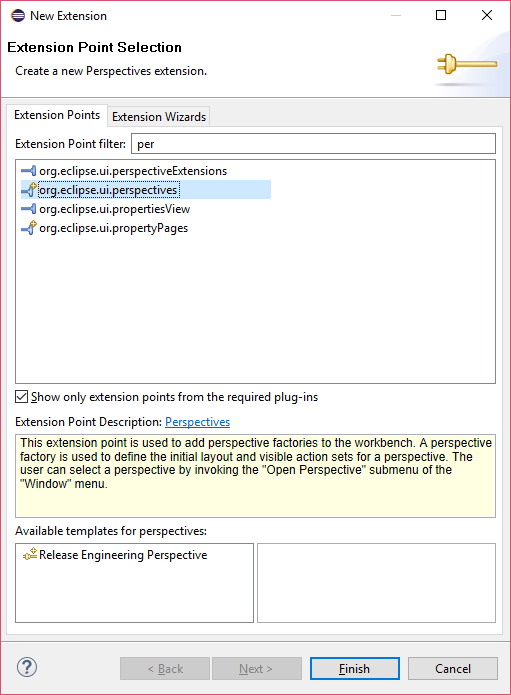 New Extension
Extension Point Selection
Create a new Perspectives extension.
Extension Points
Extension Wizards
Extension Point filter:
per
org.eclipse.ui.perspectiveExtensions
org.eclipse.ui.perspectives
org.eclipse.ui.propertiesView
org.eclipse.ui.propertyPages
Show only extension points from the required plug-ins
Extension Point Description: Perspectives
This extension point is used to add perspective factories to the workbench. A perspective
factory is used to define the initial layout and visible action sets for a perspective. The
user can select a perspective by invoking the "Open Perspective" submenu of the
"Window" menu.
Available templates for perspectives:
Release Engineering Perspective
?
< Back
Next >
Finish
Cancel